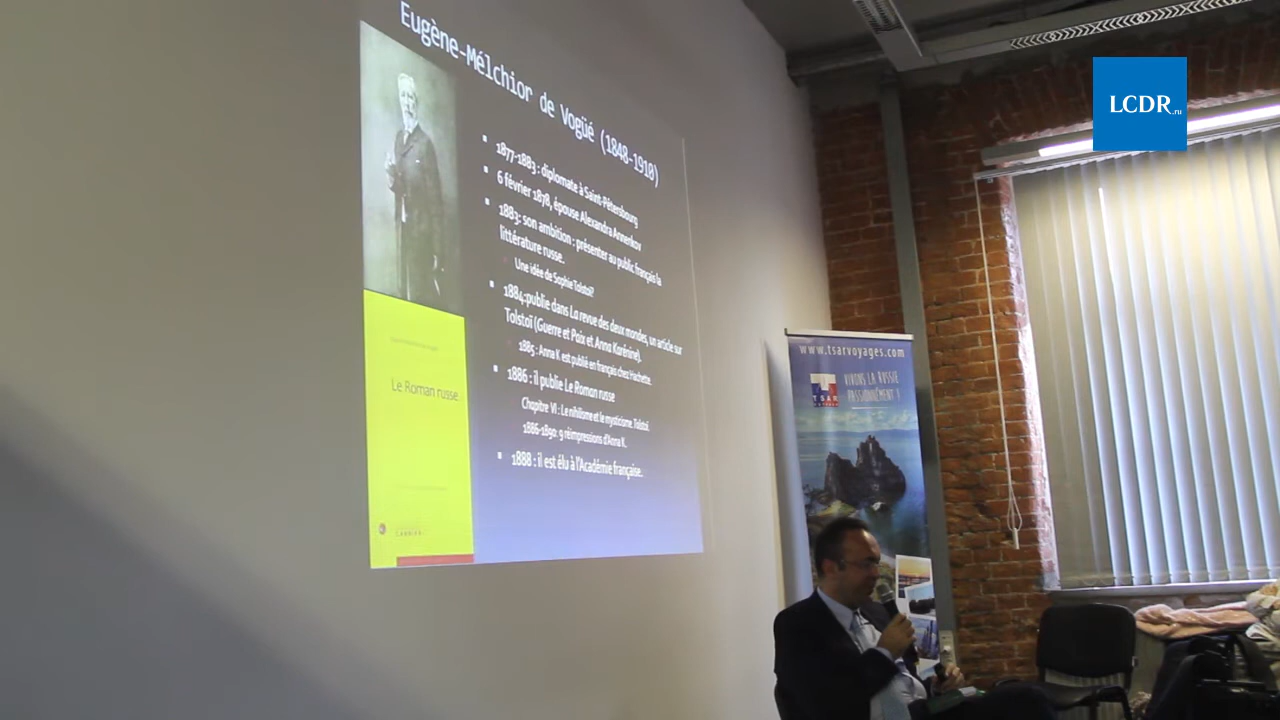 Eugène-Mélchior de Vogüé (1848-1910)
1877-1883 : diplomate à Saint-Pétersbourg
6 février 1878, épouse Alexandra Annenkov
1883: son ambition : présenter au public français la
littérature russe.
Une idée de Sophie Tolstoï?
1884:publie dans La revue des deux mondes, un article sur
Tolstoï (Guerre et Paix et Anna Karénine).
1885 : Anna K est publié en français chez Hachette.
1886 : il publie Le Roman russe
Chapitre VI : Le nihilisme et le mysticisme. Tolstoï
1886-1890: 9 réimpressions d'Anna K.
1888 : il est élu à l'Académie française.
Le Roman russe
www.tsarvoyages.com
TSAR
VIVONS LA RUSSIE
PASSIONNÉMENT !
LCDR.ru